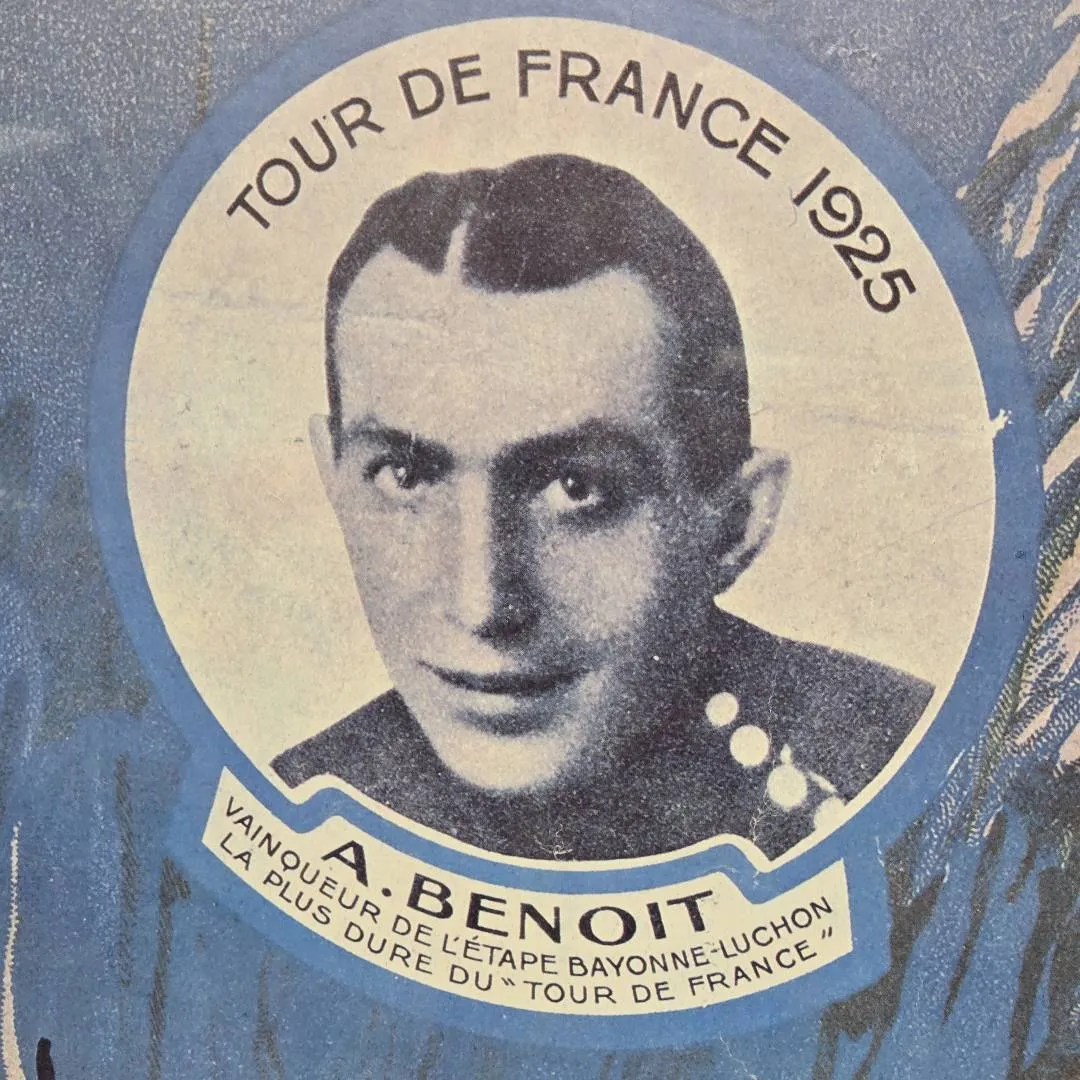 TOUR DE FRANCE 1925
A. BENOIT
VAINQUEUR DE L'ÉTAPE BAYONNE-LUCHON
LA PLUS DURE DU "TOUR DE FRANCE"